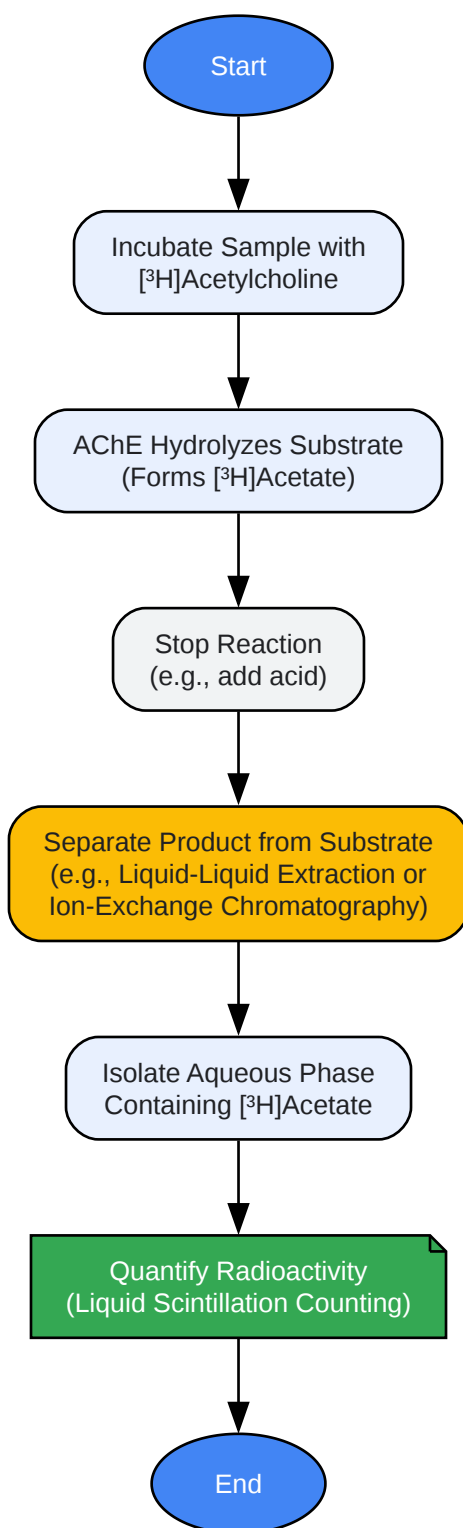 Start
Incubate Sample with
[³H]Acetylcholine
AChE Hydrolyzes Substrate
(Forms [³H]Acetate)
Stop Reaction
(e.g., add acid)
Separate Product from Substrate
(e.g., Liquid-Liquid Extraction or
Ion-Exchange Chromatography)
Isolate Aqueous Phase
Containing [³H]Acetate
Quantify Radioactivity
(Liquid Scintillation Counting)
End